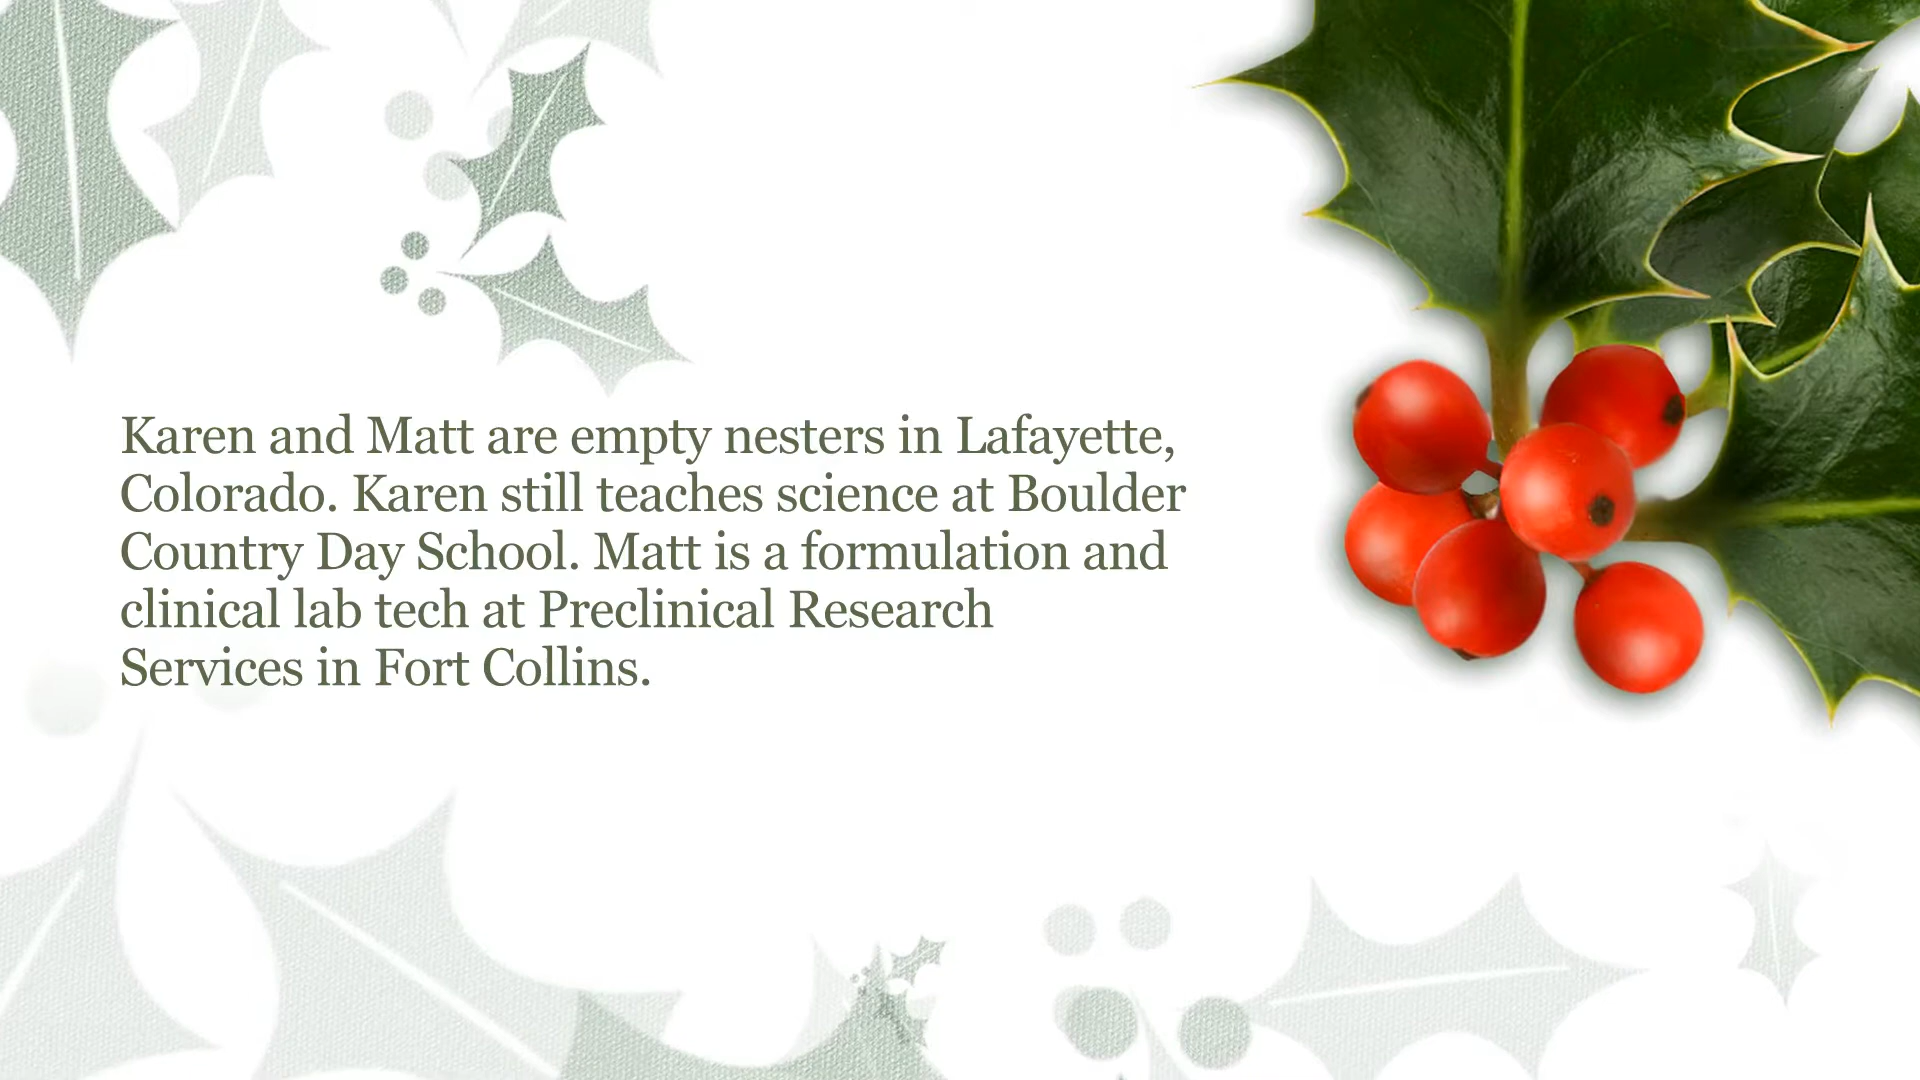 Karen and Matt are empty nesters in Lafayette,
Colorado. Karen still teaches science at Boulder
Country Day School. Matt is a formulation and
clinical lab tech at Preclinical Research
Services in Fort Collins.